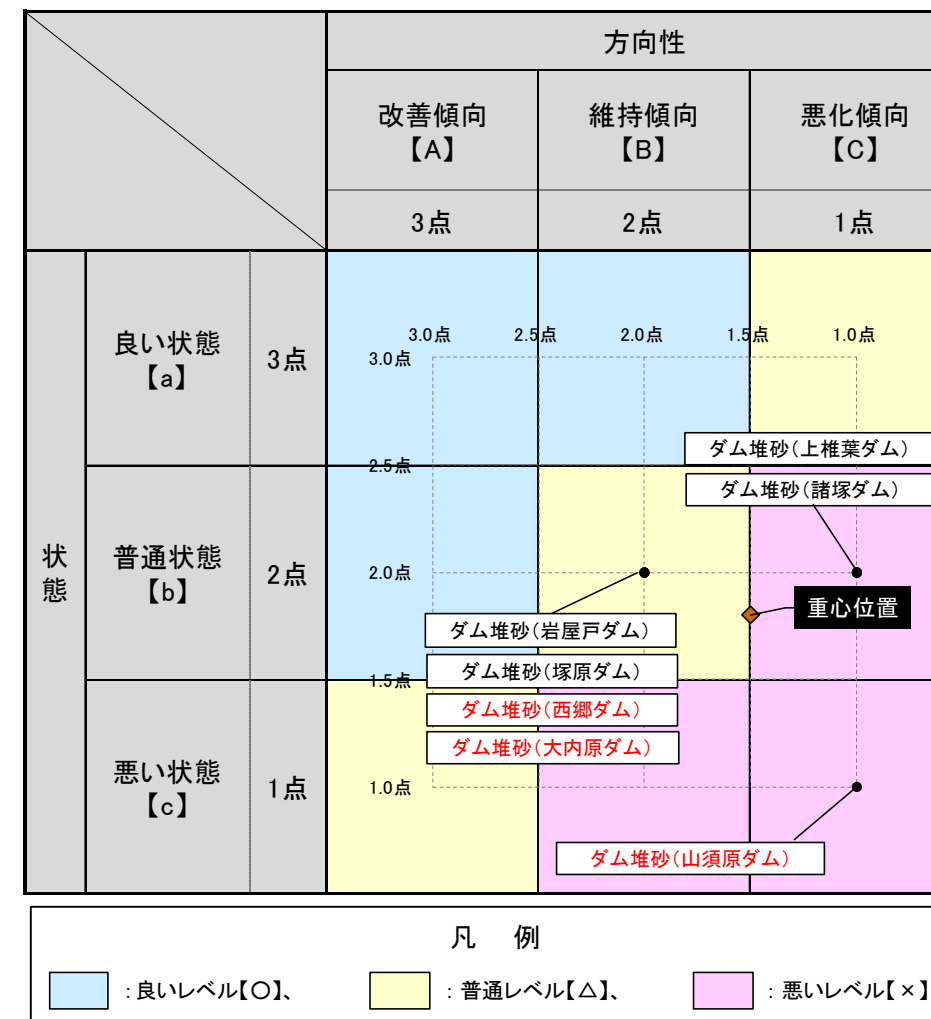 方向性
改善傾向
【A】
維持傾向
【B】
悪化傾向
【C】
3点
2点
1点
状態
良い状態
【a】
3点
普通状態
【b】
2点
悪い状態
【c】
1点
3.0点
2.5点
2.0点
1.5点
1.0点
3.0点
2.5点
2.0点
1.5点
1.0点
ダム堆砂(上椎葉ダム)
ダム堆砂(諸塚ダム)
重心位置
ダム堆砂(岩屋戸ダム)
ダム堆砂(塚原ダム)
ダム堆砂(西郷ダム)
ダム堆砂(大内原ダム)
ダム堆砂(山須原ダム)
凡 例
:良いレベル【○】、
:普通レベル【△】、
:悪いレベル【×】